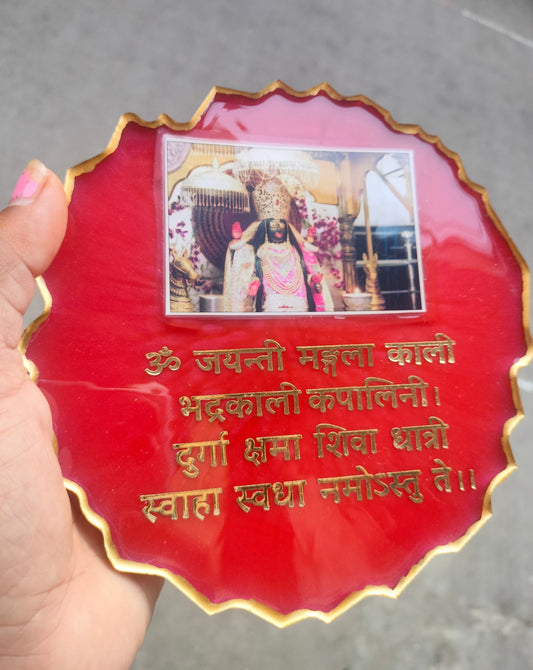 ॐ जयन्ती मङ्गला काली
भद्रकाली कपालिनी।
दुर्गा क्षमा शिवा धात्री
स्वाहा स्वधा नमोऽस्तु ते।।